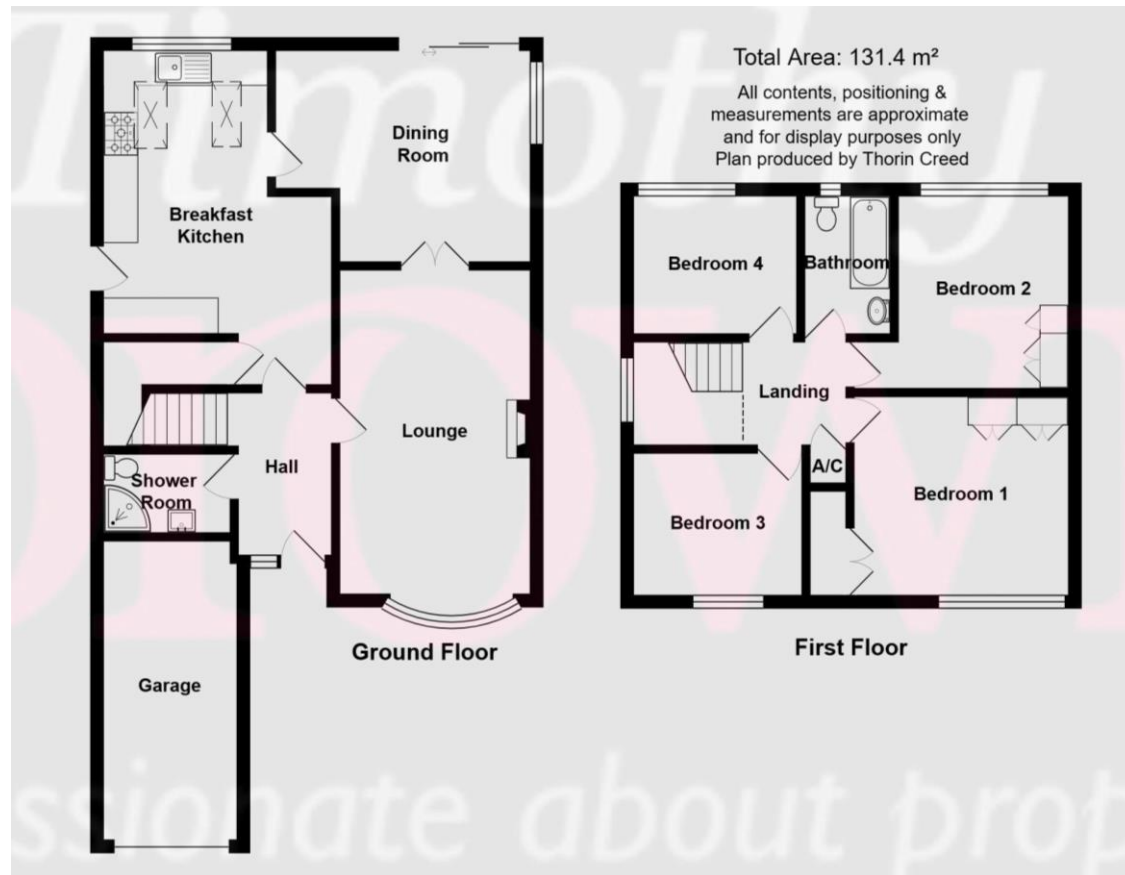 Timothy
Total Area: 131.4 m²
All contents, positioning &
measurements are approximate
and for display purposes only
Plan produced by Thorin Creed
Dining
Room
Breakfast
Kitchen
Lounge
Hall
Shower
Room
Garage
Ground Floor
Bedroom 4
Bathroom
Bedroom 2
Landing
A/C
Bedroom 3
Bedroom 1
First Floor